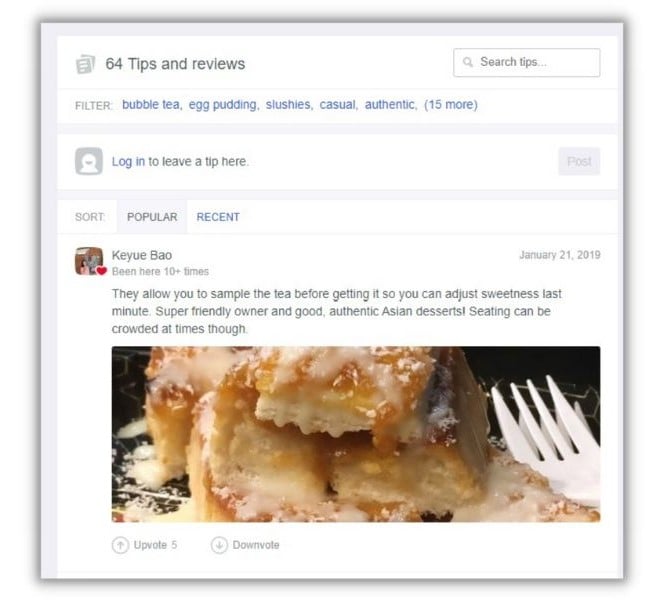 64 Tips and reviews
Search tips...
FILTER: bubble tea, egg pudding, slushies, casual, authentic, (15 more)
Log in to leave a tip here.
Post
SORT: POPULAR RECENT
Keyue Bao
January 21, 2019
Been here 10+ times
They allow you to sample the tea before getting it so you can adjust sweetness last
minute. Super friendly owner and good, authentic Asian desserts! Seating can be
crowded at times though.
Upvote 5 Downvote